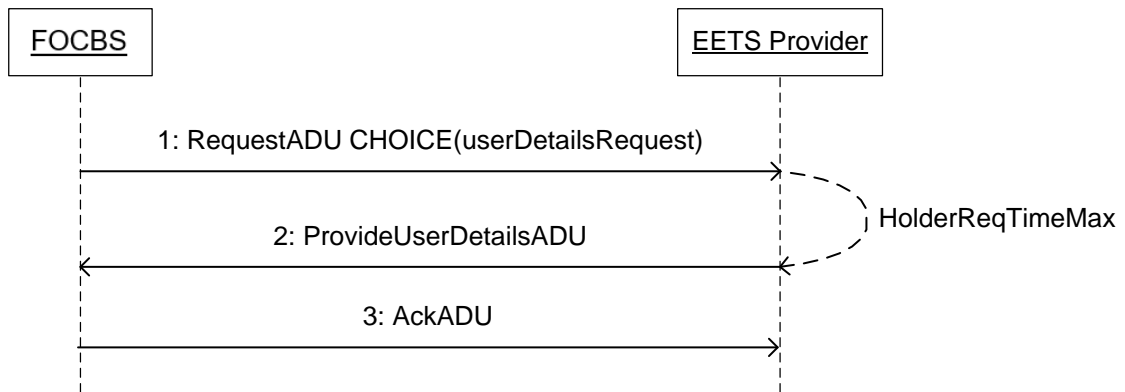 FOCBS
EETS Provider
1: RequestADU CHOICE(userDetailsRequest)
HolderReqTimeMax
2: ProvideUserDetailsADU
3: AckADU